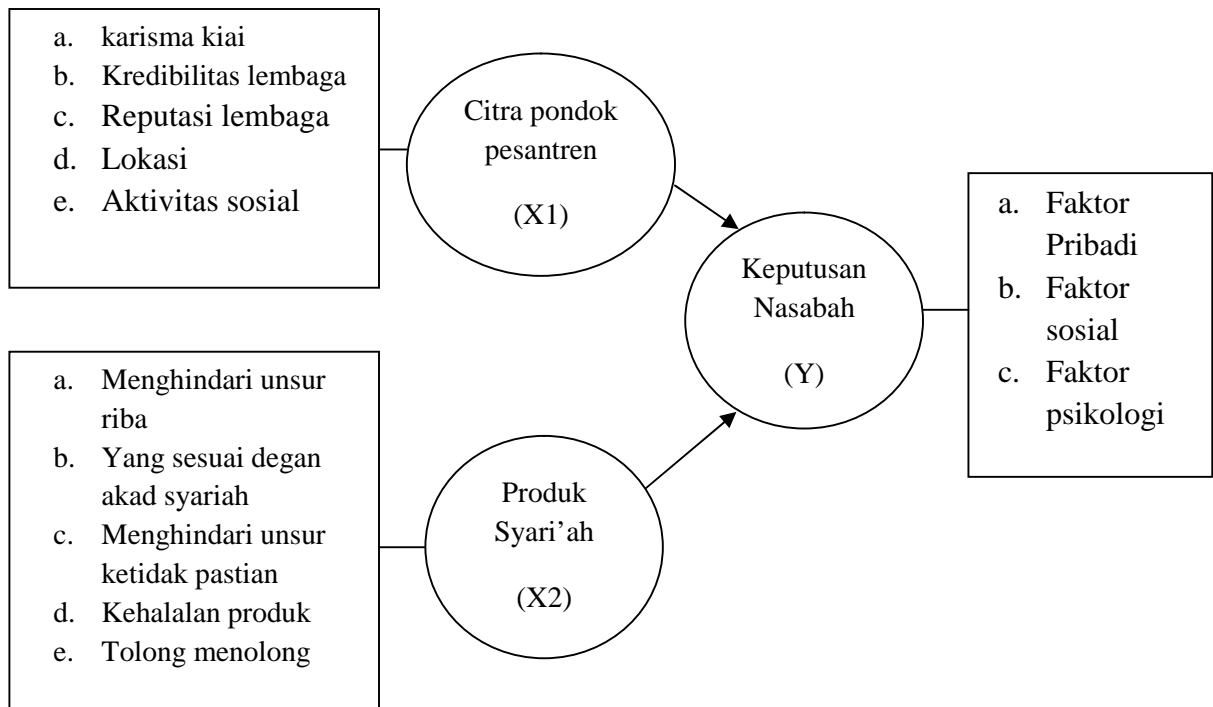 a. karisma kiai
b. Kredibilitas lembaga
c. Reputasi lembaga
d. Lokasi
e. Aktivitas sosial
Citra pondok
pesantren
(X1)
a. Menghindari unsur
riba
b. Yang sesuai degan
akad syariah
c. Menghindari unsur
ketidak pastian
d. Kehalalan produk
e. Tolong menolong
Produk
Syari’ah
(X2)
Keputusan
Nasabah
(Y)
a. Faktor
Pribadi
b. Faktor
sosial
c. Faktor
psikologi